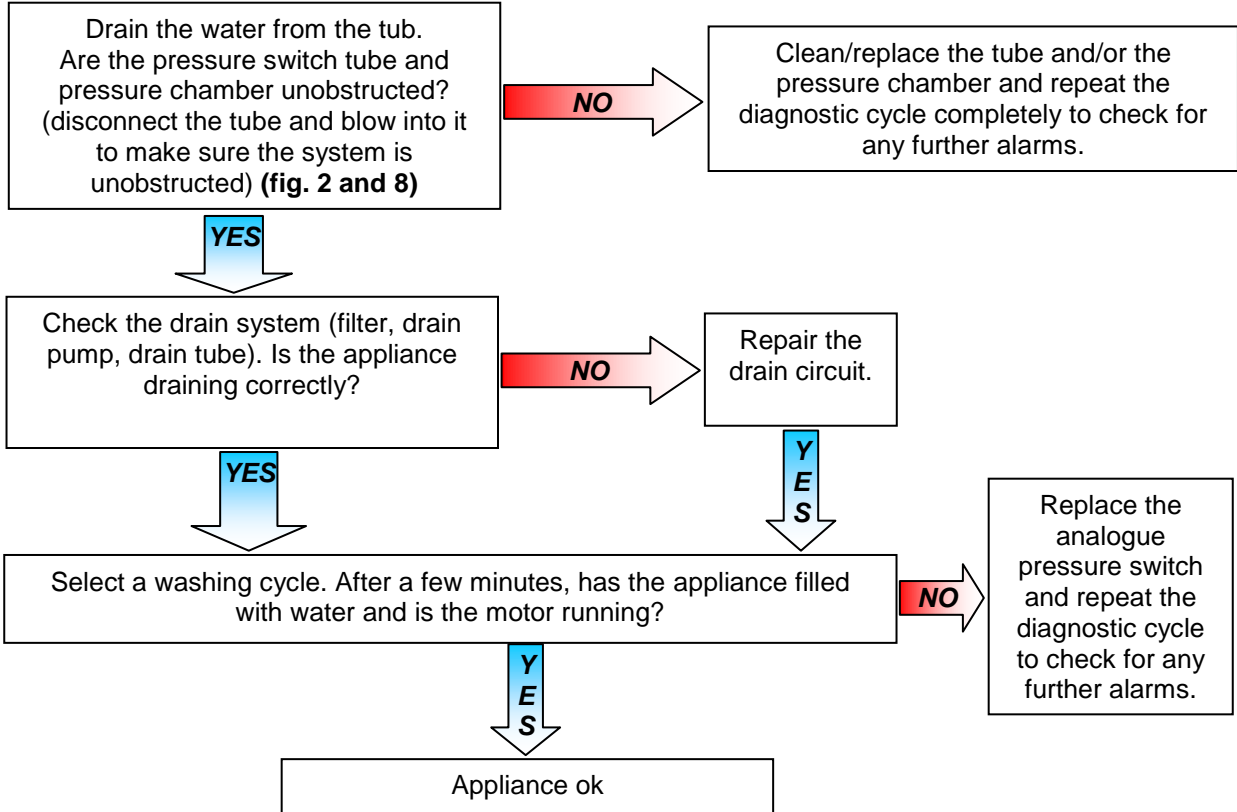 Drain the water from the tub.
Are the pressure switch tube and
pressure chamber unobstructed?
(disconnect the tube and blow into it
to make sure the system is
unobstructed) (fig. 2 and 8)
NO
Clean/replace the tube and/or the
pressure chamber and repeat the
diagnostic cycle completely to check for
any further alarms.
YES
Check the drain system (filter, drain
pump, drain tube). Is the appliance
draining correctly?
NO
Repair the
drain circuit.
YES
Y
E
S
Select a washing cycle. After a few minutes, has the appliance filled
with water and is the motor running?
NO
Replace the
analogue
pressure switch
and repeat the
diagnostic cycle
to check for any
further alarms.
Y
E
S
Appliance ok